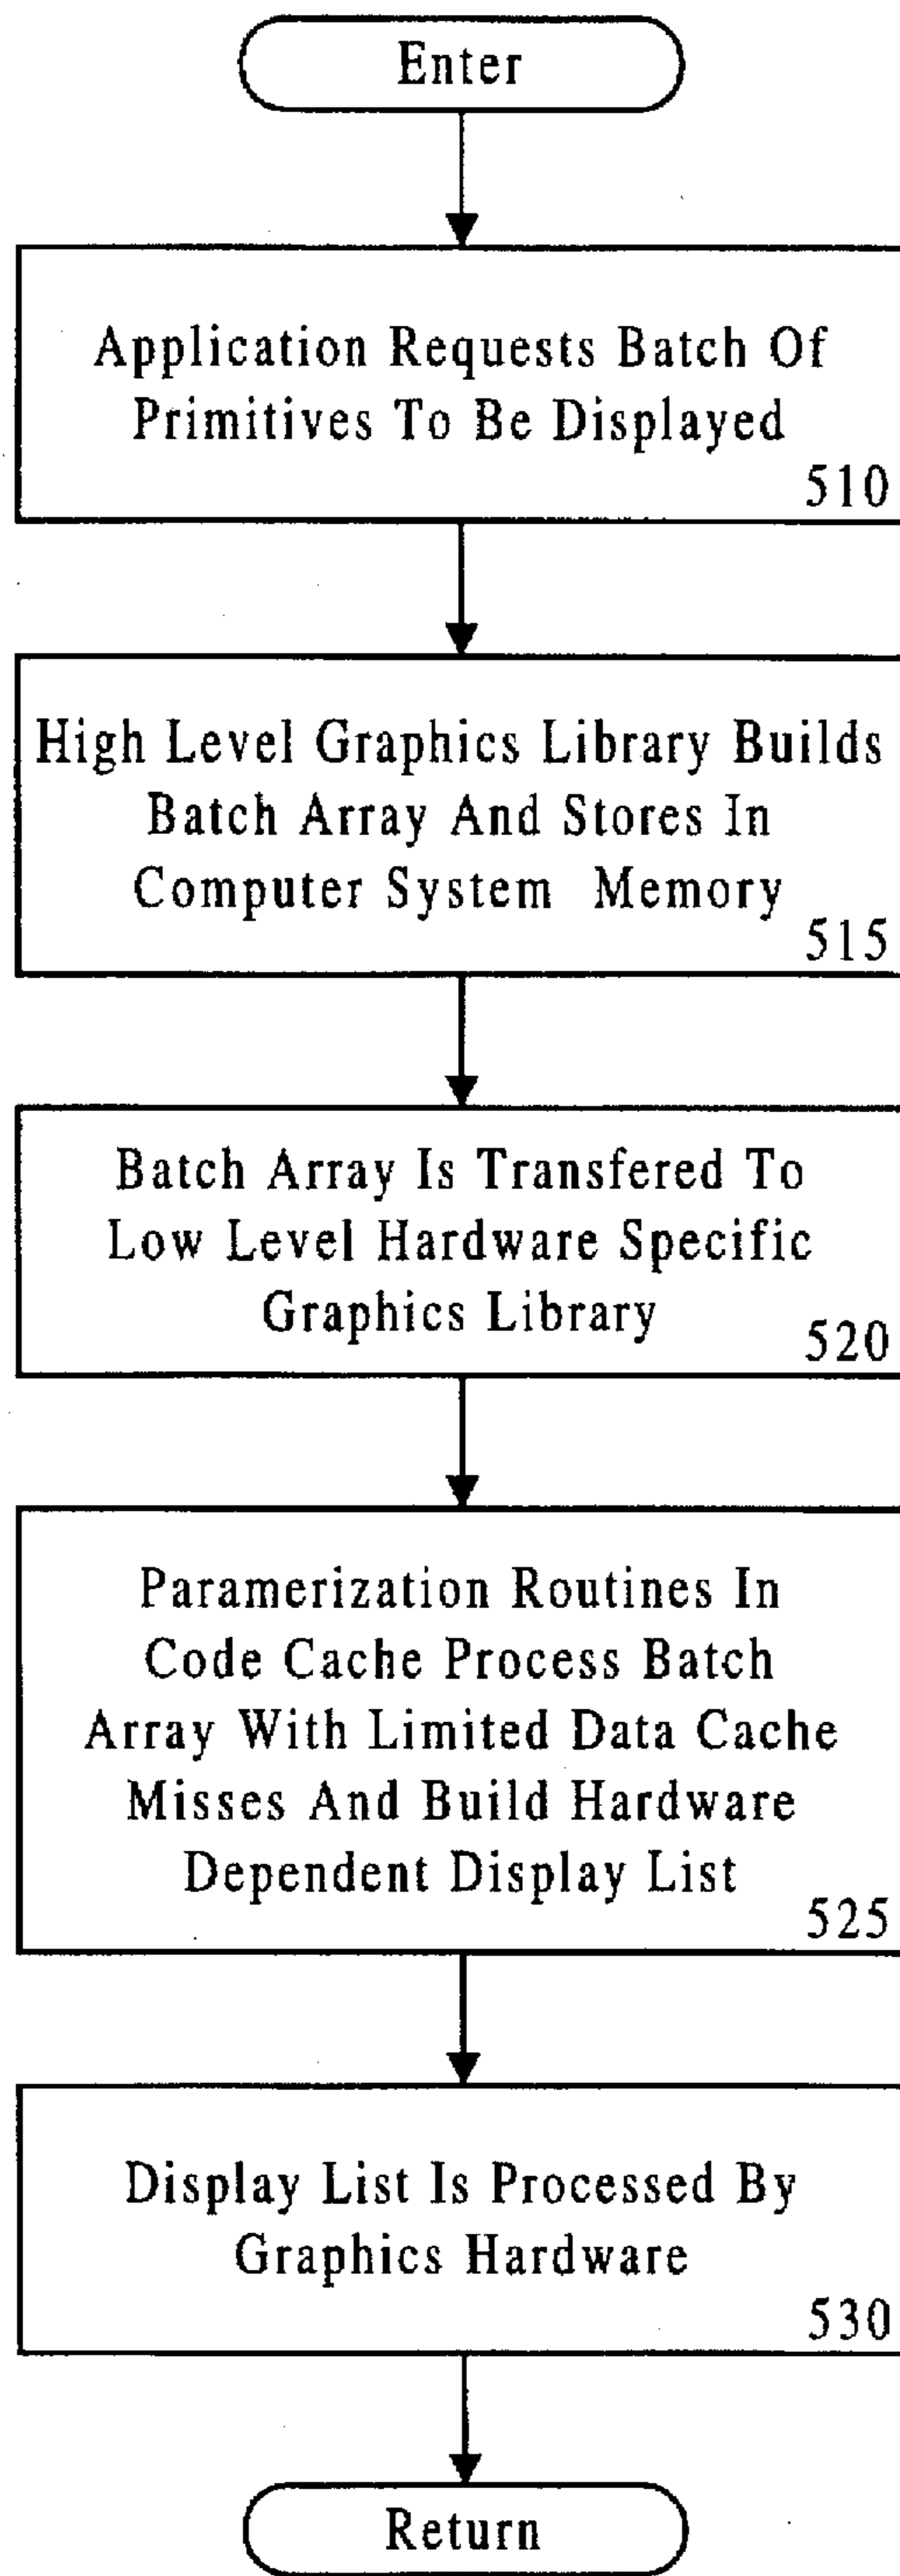 Enter
Application Requests Batch Of
Primitives To Be Displayed
510
High Level Graphics Library Builds
Batch Array And Stores In
Computer System Memory
515
Batch Array Is Transfered To
Low Level Hardware Specific
Graphics Library
520
Paramerization Routines In
Code Cache Process Batch
Array With Limited Data Cache
Misses And Build Hardware
Dependent Display List
525
Display List Is Processed By
Graphics Hardware
530
Return